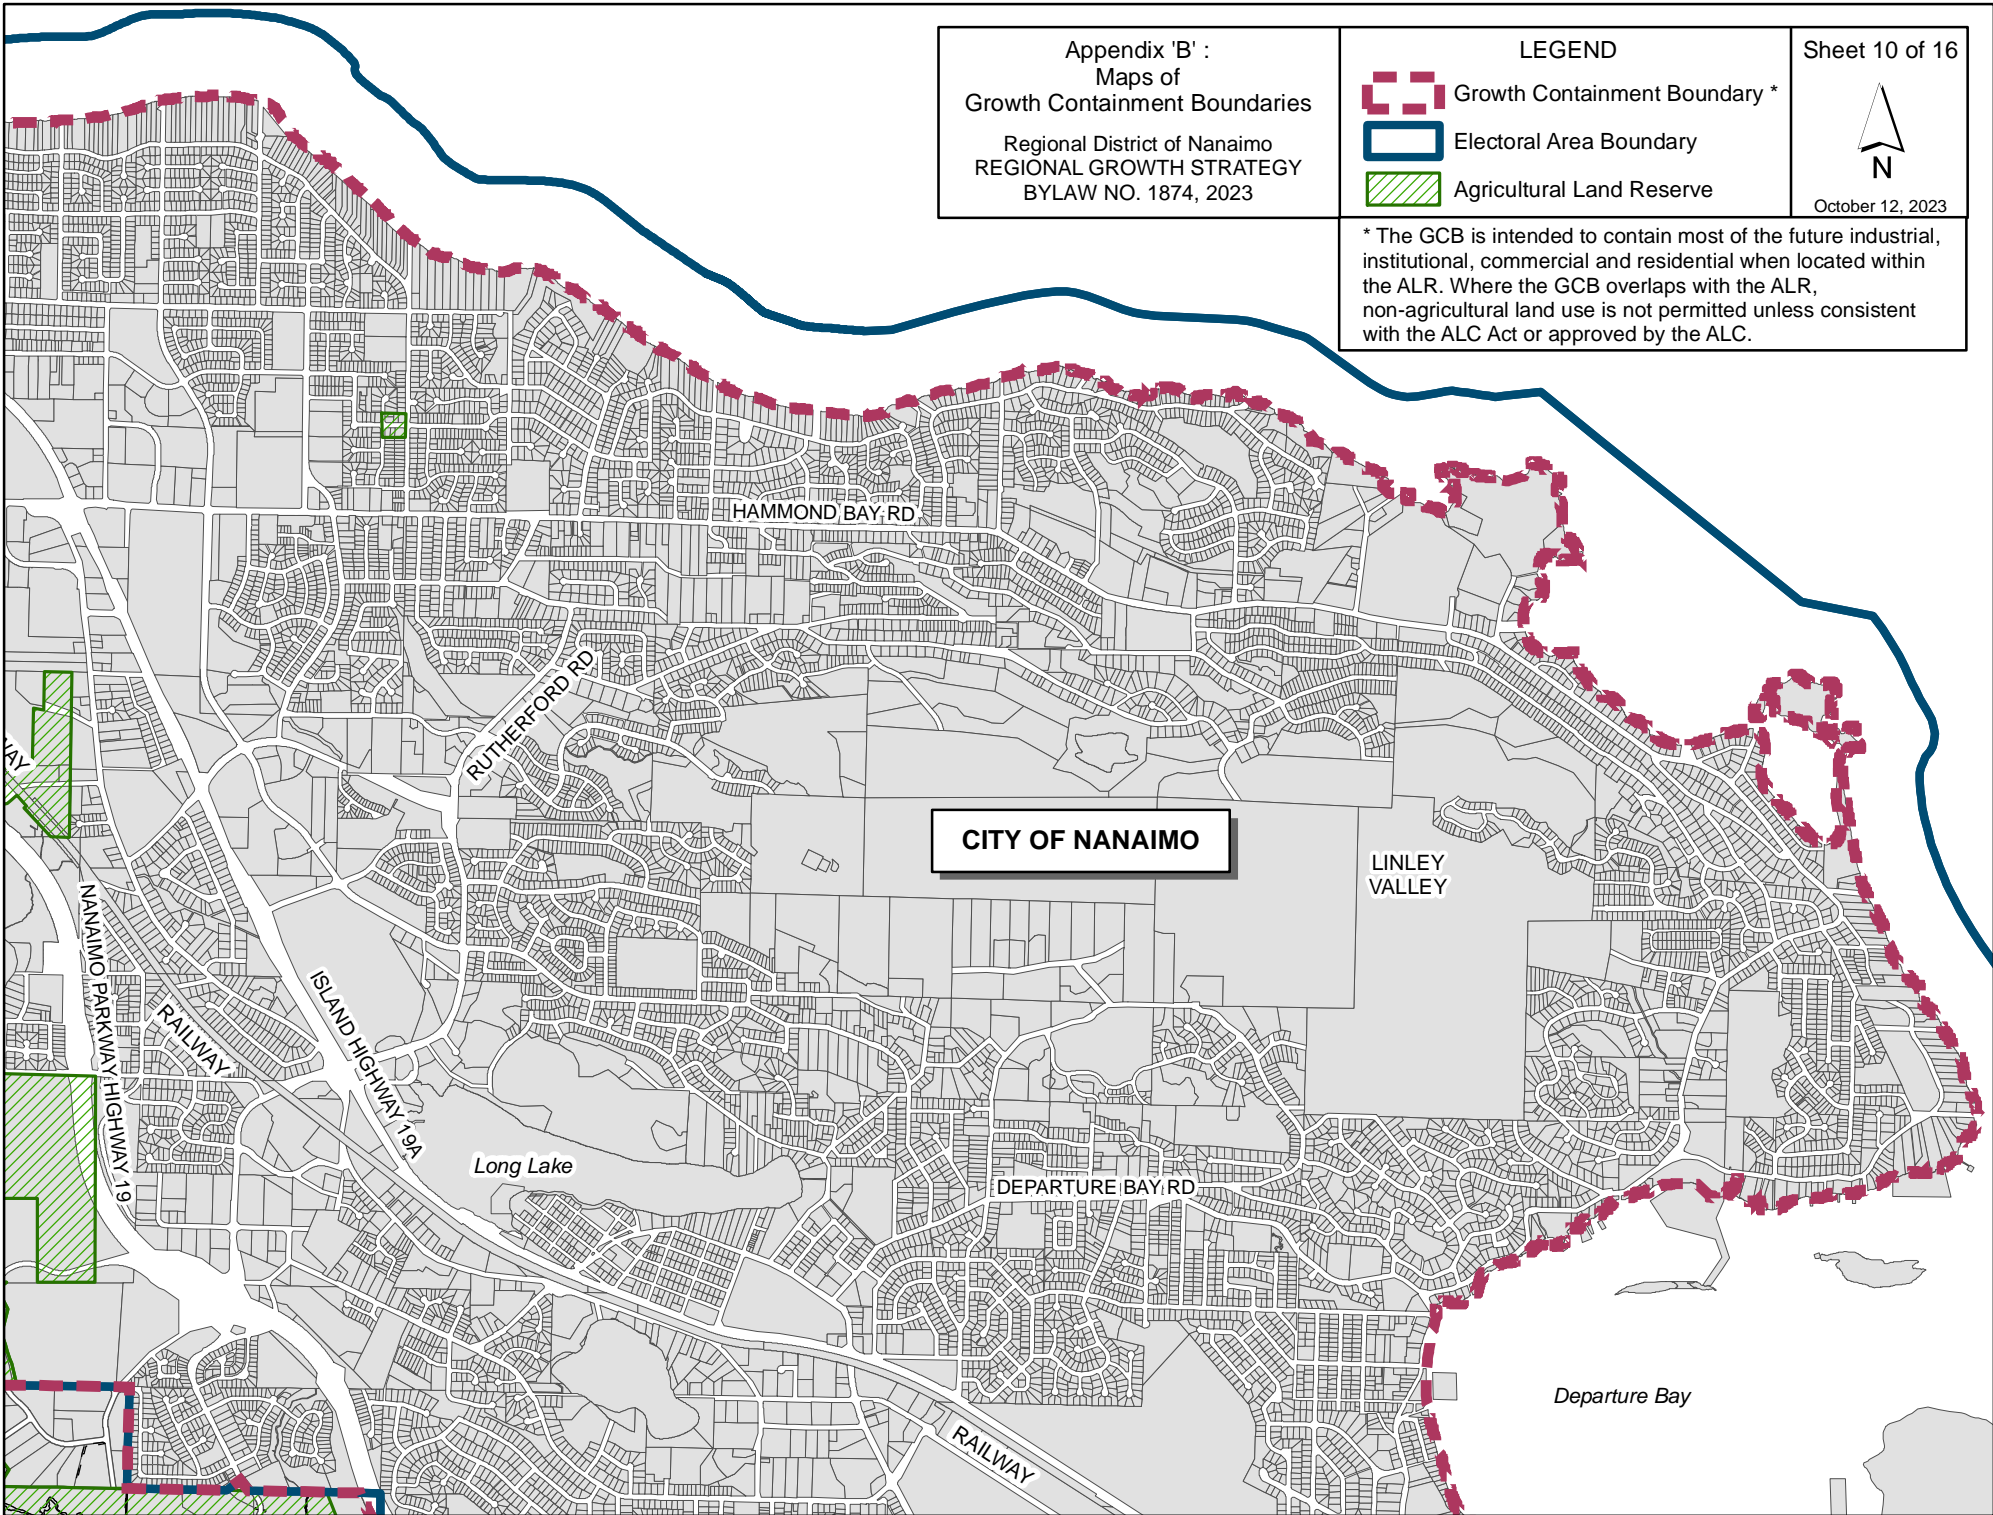 Appendix 'B' :
Maps of
Growth Containment Boundaries
Regional District of Nanaimo
REGIONAL GROWTH STRATEGY
BYLAW NO. 1874, 2023
LEGEND
Growth Containment Boundary *
Electoral Area Boundary
Agricultural Land Reserve
Sheet 10 of 16
N
October 12, 2023
* The GCB is intended to contain most of the future industrial,
institutional, commercial and residential when located within
the ALR. Where the GCB overlaps with the ALR,
non-agricultural land use is not permitted unless consistent
with the ALC Act or approved by the ALC.
HAMMOND BAY RD
RUTHERFORD RD
CITY OF NANAIMO
LINLEY
VALLEY
NANAIMO PARKWAY HIGHWAY 19
RAILWAY
ISLAND HIGHWAY 19A
Long Lake
DEPARTURE BAY RD
Departure Bay
RAILWAY